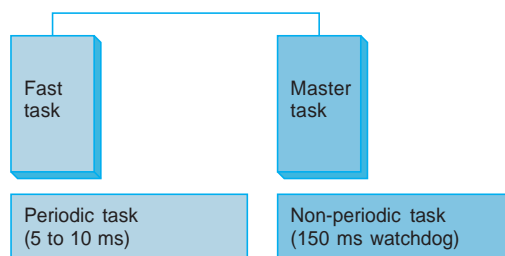 Fast
task
Master
task
Periodic task
(5 to 10 ms)
Non-periodic task
(150 ms watchdog)